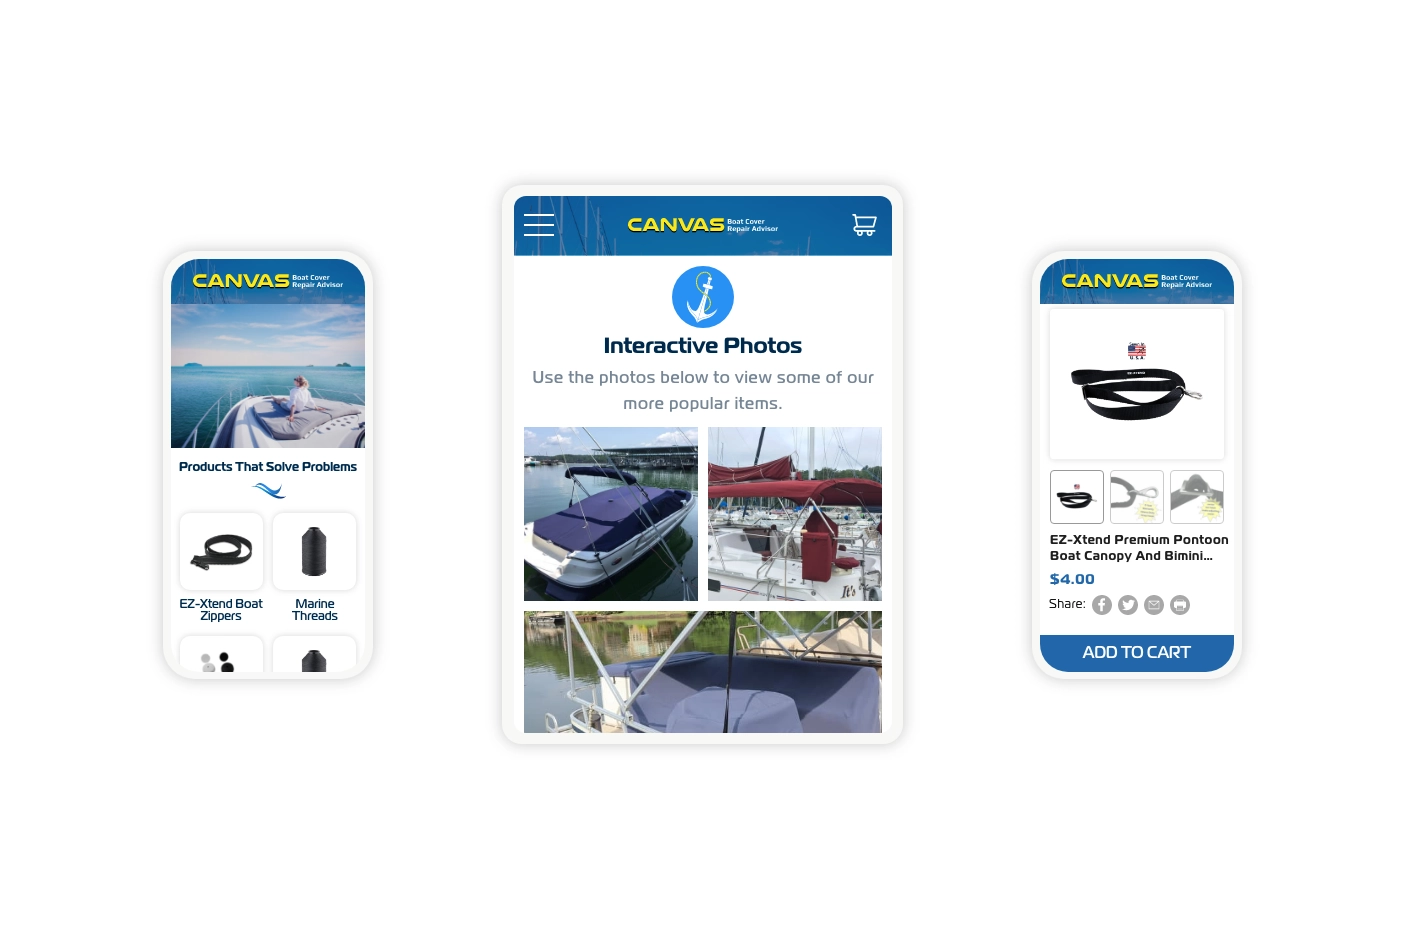 CANVAS Boat Cover
Repair Advisor
Products That Solve Problems
EZ-Xtend Boat
Zippers
Marine
Threads
CANVAS Boat Cover
Repair Advisor
Interactive Photos
Use the photos below to view some of our
more popular items.
It's
CANVAS Boat Cover
Repair Advisor
U.S.A.
EZ-Xtend Premium Pontoon
Boat Canopy And Bimini...
$4.00
Share:
ADD TO CART